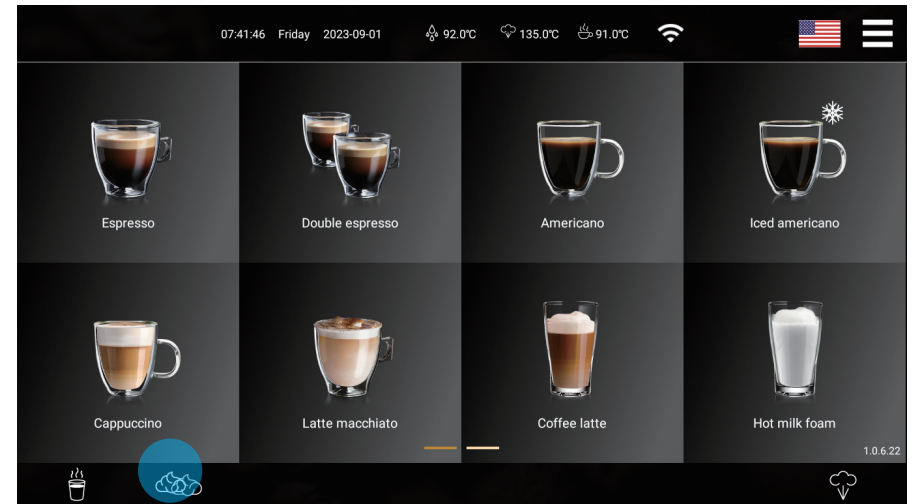 07:41:46 Friday 2023-09-01 92.0℃ 135.0℃ 91.0℃
Espresso
Double espresso
Americano
Iced americano
Cappuccino
Latte macchiato
Coffee latte
Hot milk foam
1.0.6.22